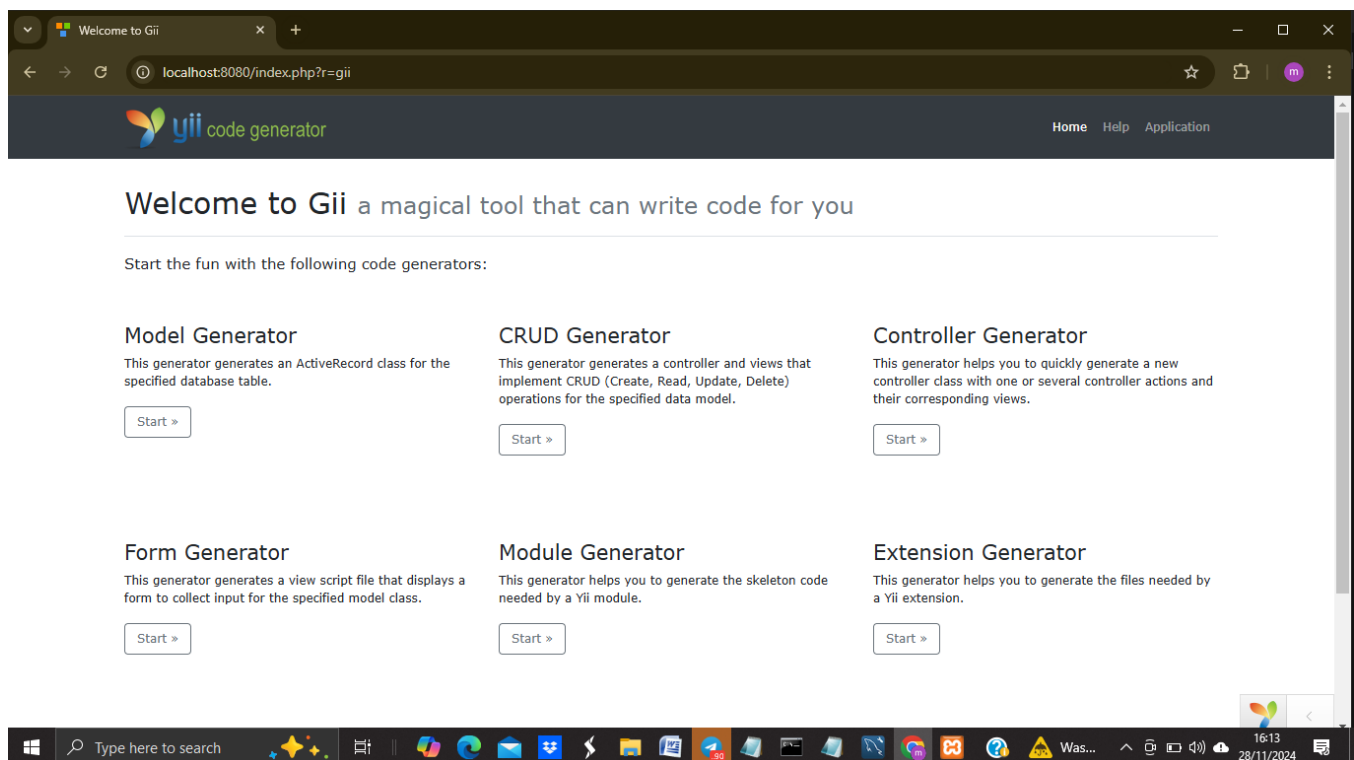 Welcome to Gii
localhost:8080/index.php?r=gii
m
yii code generator
Home Help Application
Welcome to Gii a magical tool that can write code for you
Start the fun with the following code generators:
Model Generator
This generator generates an ActiveRecord class for the
specified database table.
Start »
CRUD Generator
This generator generates a controller and views that
implement CRUD (Create, Read, Update, Delete)
operations for the specified data model.
Start »
Controller Generator
This generator helps you to quickly generate a new
controller class with one or several controller actions and
their corresponding views.
Start »
Form Generator
This generator generates a view script file that displays a
form to collect input for the specified model class.
Start »
Module Generator
This generator helps you to generate the skeleton code
needed by a Yii module.
Start »
Extension Generator
This generator helps you to generate the files needed by
a Yii extension.
Start »
Type here to search
90
m
Was...
16:13
28/11/2024